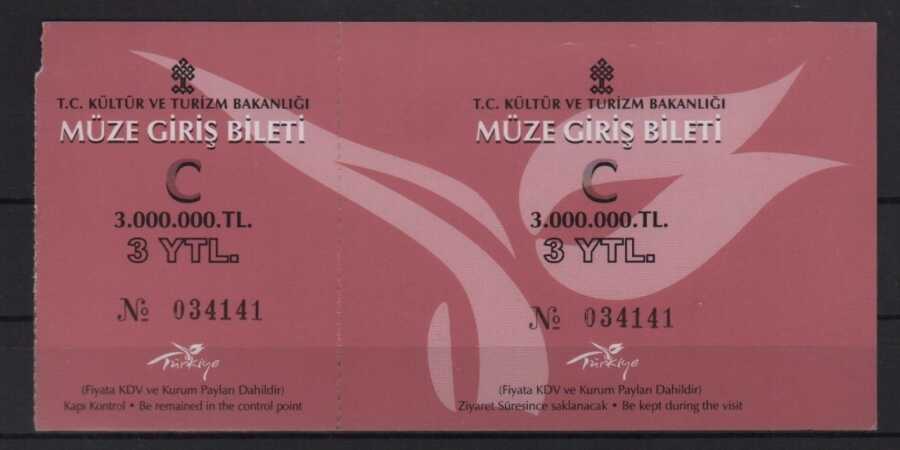 T.C. KÜLTÜR VE TURİZM BAKANLIĞI
MÜZE GİRİŞ BİLETİ
C
3.000.000.TL.
3 YTL.
№ 034141
Türkiye
(Fiyata KDV ve Kurum Payları Dahildir)
Kapı Kontrol • Be remained in the control point
T.C. KÜLTÜR VE TURİZM BAKANLIĞI
MÜZE GİRİŞ BİLETİ
C
3.000.000.TL.
3 YTL.
№ 034141
Türkiye
(Fiyata KDV ve Kurum Payları Dahildir)
Ziyaret Süresince saklanacak • Be kept during the visit